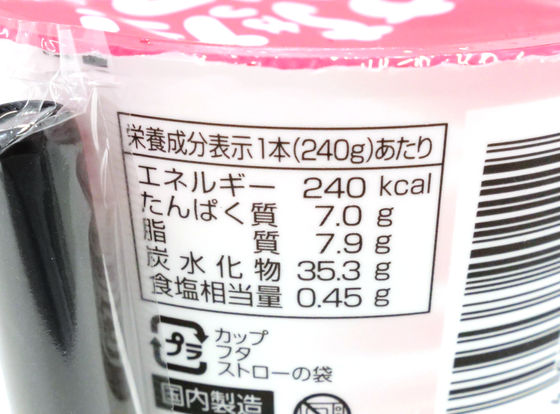 栄養成分表示1本(240g)あたり
エネルギー 240 kcal
たんぱく質 7.0 g
脂質 7.9 g
炭水化物 35.3 g
食塩相当量 0.45 g
プラ
カップ
フタ
ストローの袋
国内製造